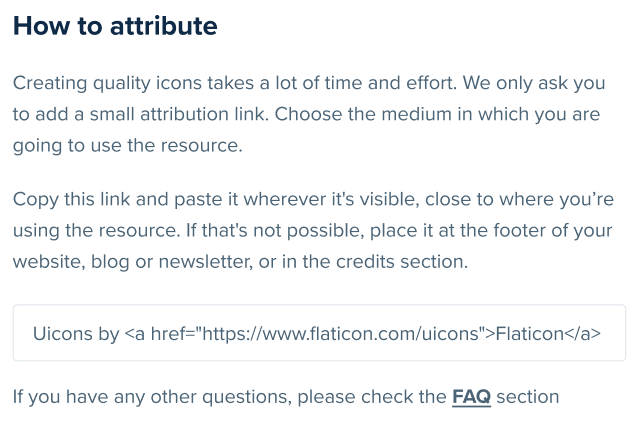 How to attribute
Creating quality icons takes a lot of time and effort. We only ask you
to add a small attribution link. Choose the medium in which you are
going to use the resource.
Copy this link and paste it wherever it's visible, close to where you’re
using the resource. If that's not possible, place it at the footer of your
website, blog or newsletter, or in the credits section.
Uicons by <a href="https://www.flaticon.com/uicons">Flaticon</a>
If you have any other questions, please check the FAQ section